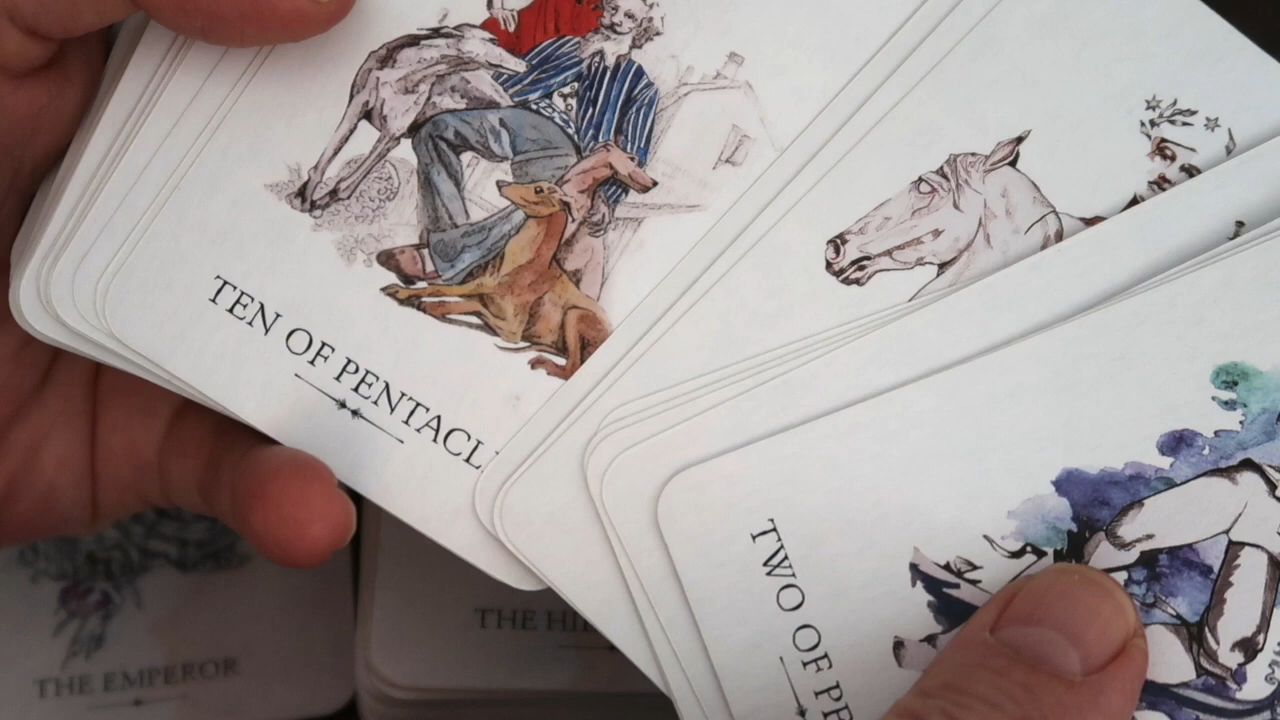 TEN OF PENTACL
TWO OF PE
THE HI
THE EMPEROR